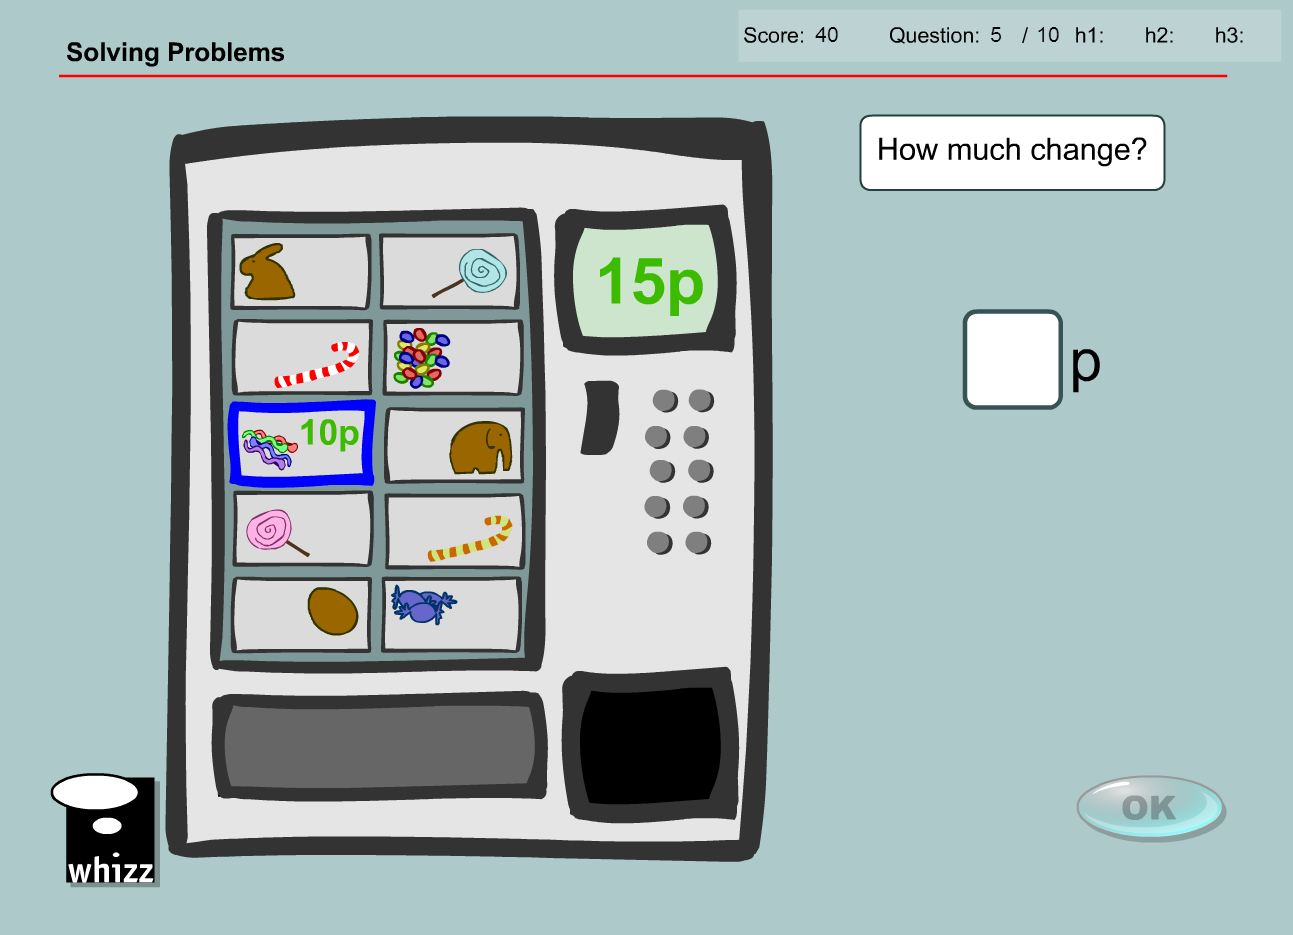 Solving Problems
Score: 40 Question: 5 / 10 h1: h2: h3:
How much change?
15p
10p
p
OK
whizz